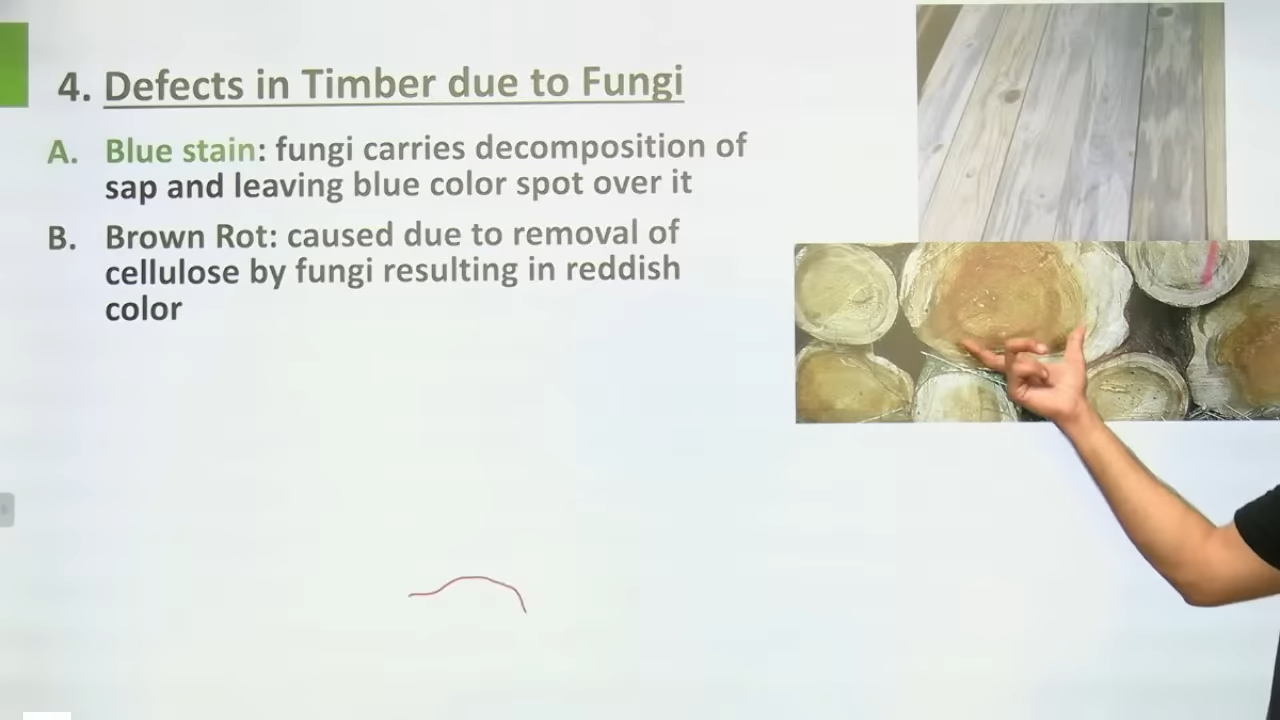 4. Defects in Timber due to Fungi
A. Blue stain: fungi carries decomposition of
sap and leaving blue color spot over it
B. Brown Rot: caused due to removal of
cellulose by fungi resulting in reddish
color